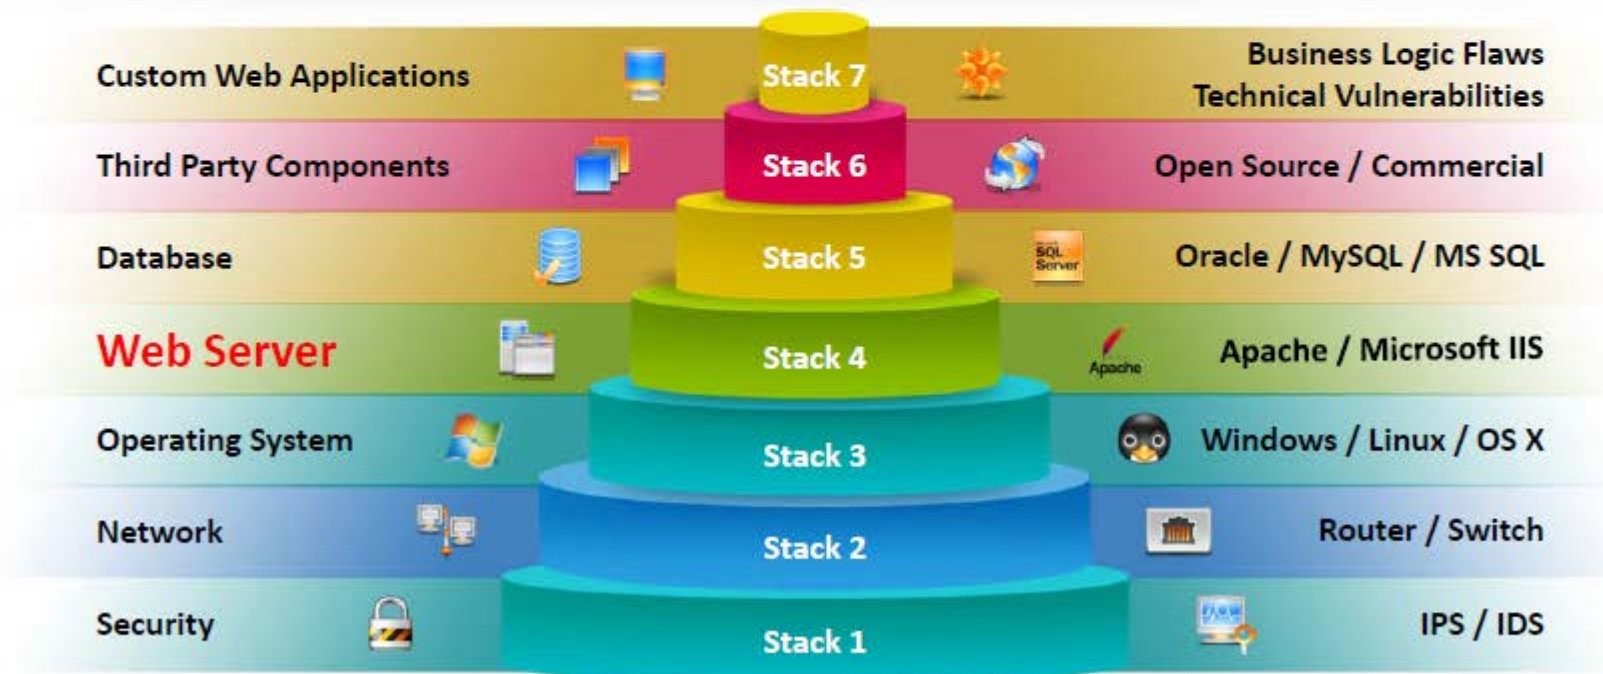 Custom Web Applications
Stack 7
Business Logic Flaws
Technical Vulnerabilities
Third Party Components
Stack 6
Open Source / Commercial
Database
Stack 5
SQL
Server
Oracle / MySQL / MS SQL
Web Server
Stack 4
Apache
Apache / Microsoft IIS
Operating System
Stack 3
Windows / Linux / OS X
Network
Stack 2
Router / Switch
Security
Stack 1
IPS / IDS